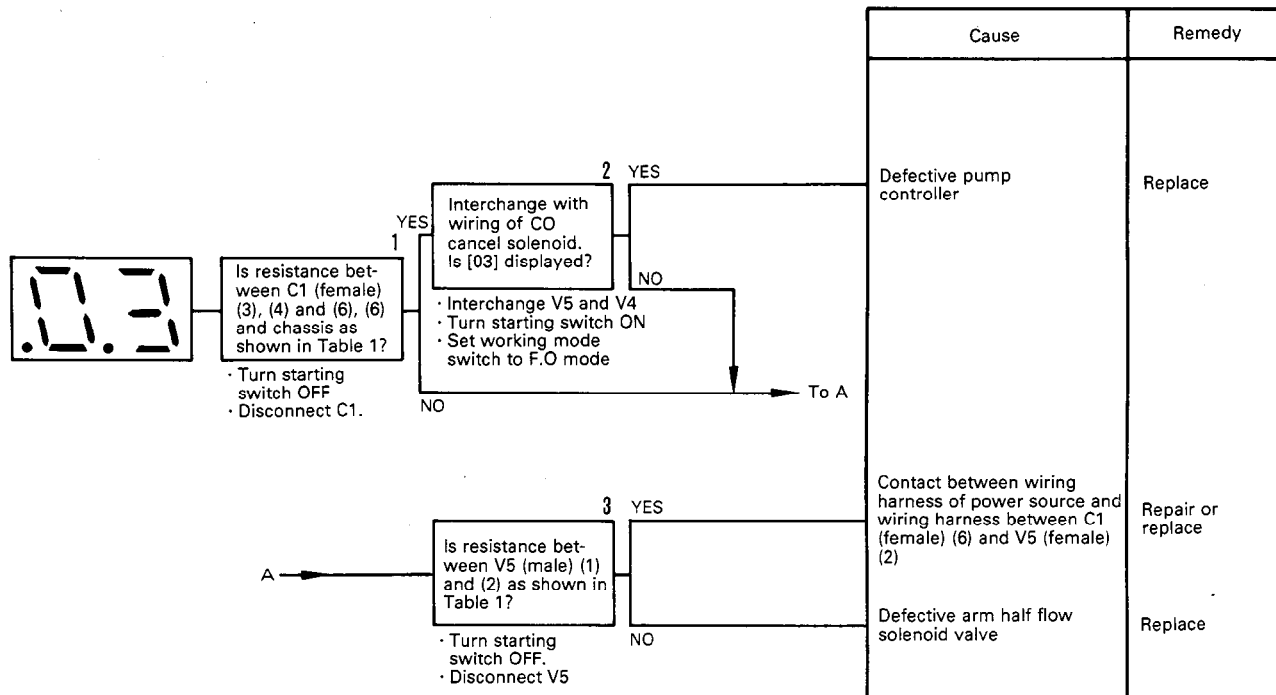 Cause
Remedy
2
YES
Defective pump
controller
Replace
Interchange with
wiring of CO
cancel solenoid.
Is [03] displayed?
YES
1
NO
.0.3
Is resistance bet-
ween C1 (female)
(3), (4) and (6), (6)
and chassis as
shown in Table 1?
· Interchange V5 and V4
· Turn starting switch ON
· Set working mode
switch to F.O mode
· Turn starting
switch OFF
· Disconnect C1.
NO
To A
3
YES
Contact between wiring
harness of power source and
wiring harness between C1
(female) (6) and V5 (female)
(2)
Repair or
replace
A
Is resistance bet-
ween V5 (male) (1)
and (2) as shown in
Table 1?
NO
Defective arm half flow
solenoid valve
Replace
· Turn starting
switch OFF.
· Disconnect V5